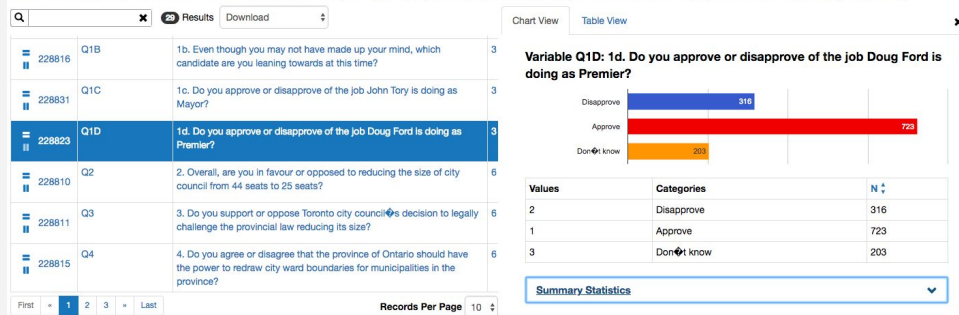 29 Results Download
Q1B
228816
1b. Even though you may not have made up your mind, which
candidate are you leaning towards at this time?
3
Q1C
228831
1c. Do you approve or disapprove of the job John Tory is doing as
Mayor?
3
Q1D
228823
1d. Do you approve or disapprove of the job Doug Ford is doing as
Premier?
3
Q2
228810
2. Overall, are you in favour or opposed to reducing the size of city
council from 44 seats to 25 seats?
6
Q3
228811
3. Do you support or oppose Toronto city council�s decision to legally
challenge the provincial law reducing its size?
6
Q4
228815
4. Do you agree or disagree that the province of Ontario should have
the power to redraw city ward boundaries for municipalities in the
province?
6
First « 1 2 3 » Last
Records Per Page 10
Chart View Table View
Variable Q1D: 1d. Do you approve or disapprove of the job Doug Ford is
doing as Premier?
Disapprove 316
Approve 723
Don�t know 203
Values Categories N
2 Disapprove 316
1 Approve 723
3 Don�t know 203
Summary Statistics